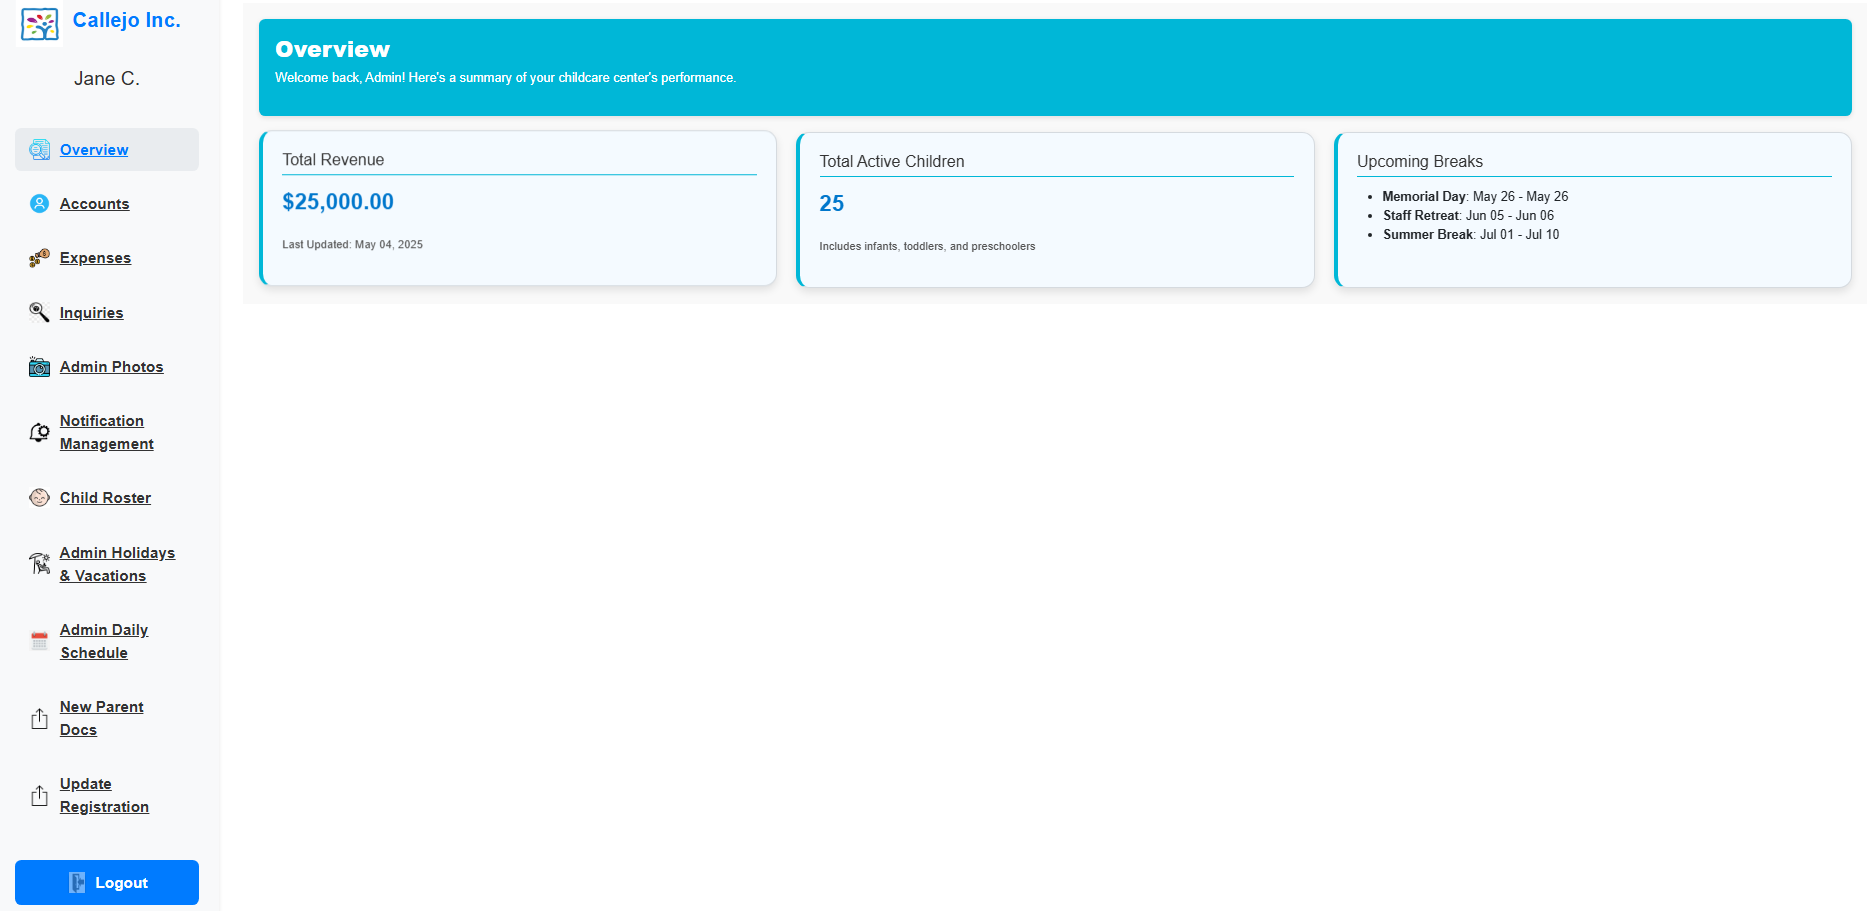 Callejo Inc.
Jane C.
Overview
Accounts
Expenses
Inquiries
Admin Photos
Notification
Management
Child Roster
Admin Holidays
& Vacations
Admin Daily
Schedule
New Parent
Docs
Update
Registration
Logout
Overview
Welcome back, Admin! Here's a summary of your childcare center's performance.
Total Revenue
$25,000.00
Last Updated: May 04, 2025
Total Active Children
25
Includes infants, toddlers, and preschoolers
Upcoming Breaks
• Memorial Day: May 26 - May 26
• Staff Retreat: Jun 05 - Jun 06
• Summer Break: Jul 01 - Jul 10